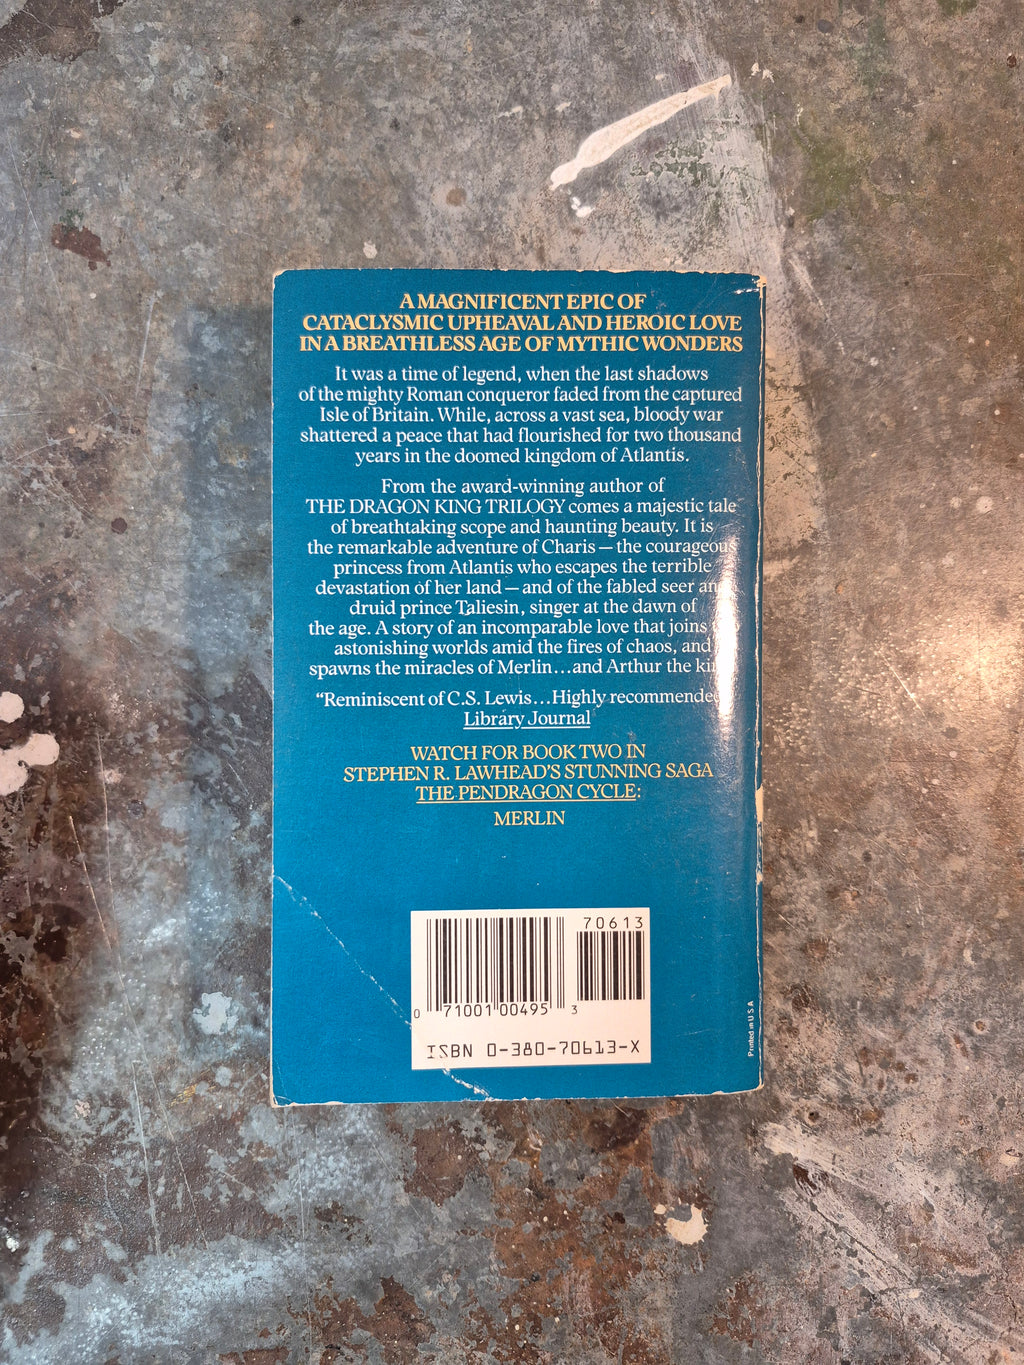 A MAGNIFICENT EPIC OF
CATACLYSMIC UPHEAVAL AND HEROIC LOVE
IN A BREATHLESS AGE OF MYTHIC WONDERS
It was a time of legend, when the last shadows
of the mighty Roman conqueror faded from the captured
Isle of Britain. While, across a vast sea, bloody war
shattered a peace that had flourished for two thousand
years in the doomed kingdom of Atlantis.
From the award-winning author of
THE DRAGON KING TRILOGY comes a majestic tale
of breathtaking scope and haunting beauty. It is
the remarkable adventure of Charis—the courageous
princess from Atlantis who escapes the terrible
devastation of her land—and of the fabled seer and
druid prince Taliesin, singer at the dawn of
the age. A story of an incomparable love that joins two
astonishing worlds amid the fires of chaos, and
spawns the miracles of Merlin...and Arthur the king
“Reminiscent of C.S. Lewis...Highly recommended
Library Journal
WATCH FOR BOOK TWO IN
STEPHEN R. LAWHEAD'S STUNNING SAGA
THE PENDRAGON CYCLE:
MERLIN
70613
0 71001 00495 3
ISBN 0-380-70613-X
Printed in U S A